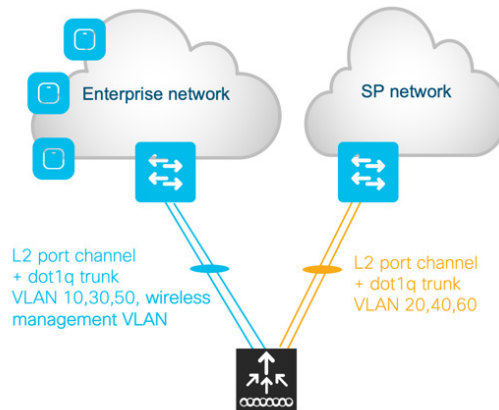 Enterprise network
SP network
L2 port channel
+ dot1q trunk
VLAN 10,30,50, wireless
management VLAN
L2 port channel
+ dot1q trunk
VLAN 20,40,60